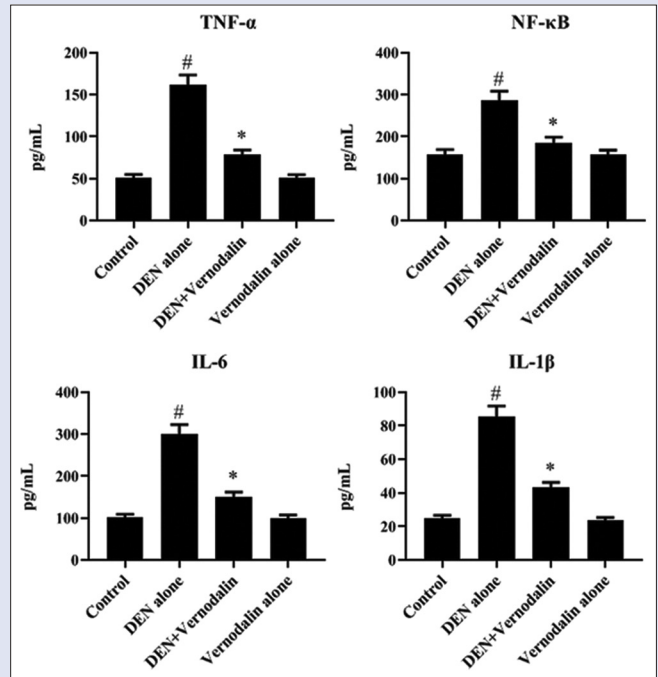 TNF-α
200
150
100
50
0
pg/mL
#
*
Control
DEN alone
DEN+Vernodalin
Vernodalin alone
NF-κB
400
300
200
100
0
pg/mL
#
*
Control
DEN alone
DEN+Vernodalin
Vernodalin alone
IL-6
400
300
200
100
0
pg/mL
#
*
Control
DEN alone
DEN+Vernodalin
Vernodalin alone
IL-1β
100
80
60
40
20
0
pg/mL
#
*
Control
DEN alone
DEN+Vernodalin
Vernodalin alone